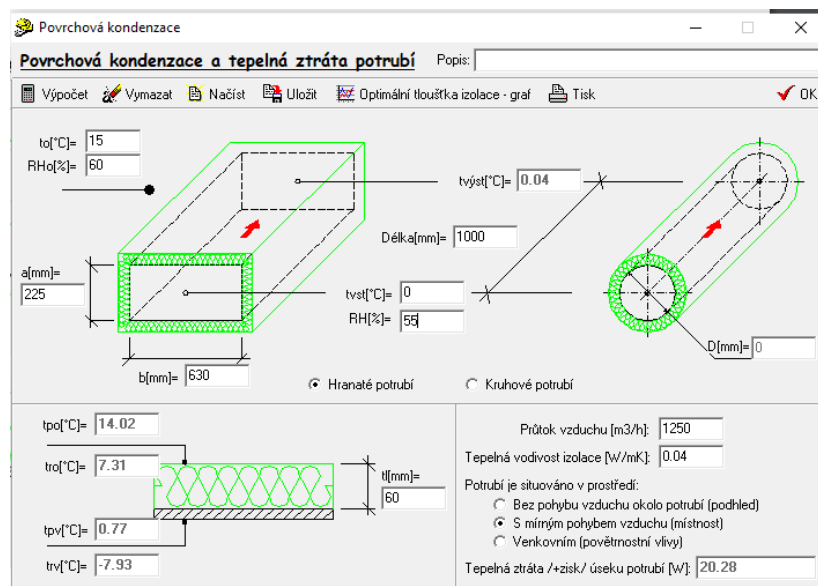 Povrchová kondenzace
Povrchová kondenzace a tepelná ztráta potrubí Popis:
Výpočet Vymazat Načíst Uložit Optimální tloušťka izolace - graf Tisk OK
to[°C]= 15
RHo[%]= 60
tvýst[°C]= 0.04
Délka[mm]= 1000
a[mm]=
225
tvst[°C]= 0
RH[%]= 55
D[mm]= 0
b[mm]= 630
Hranaté potrubí Kruhové potrubí
tpo[°C]= 14.02
tro[°C]= 7.31
tl[mm]=
60
tpv[°C]= 0.77
trv[°C]= -7.93
Průtok vzduchu [m3/h]: 1250
Tepelná vodivost izolace [W/mK]: 0.04
Potrubí je situováno v prostředí:
Bez pohybu vzduchu okolo potrubí (podhled)
S mírným pohybem vzduchu (místnost)
Venkovním (povětrnostní vlivy)
Tepelná ztráta /+zisk/ úseku potrubí [W]: 20.28